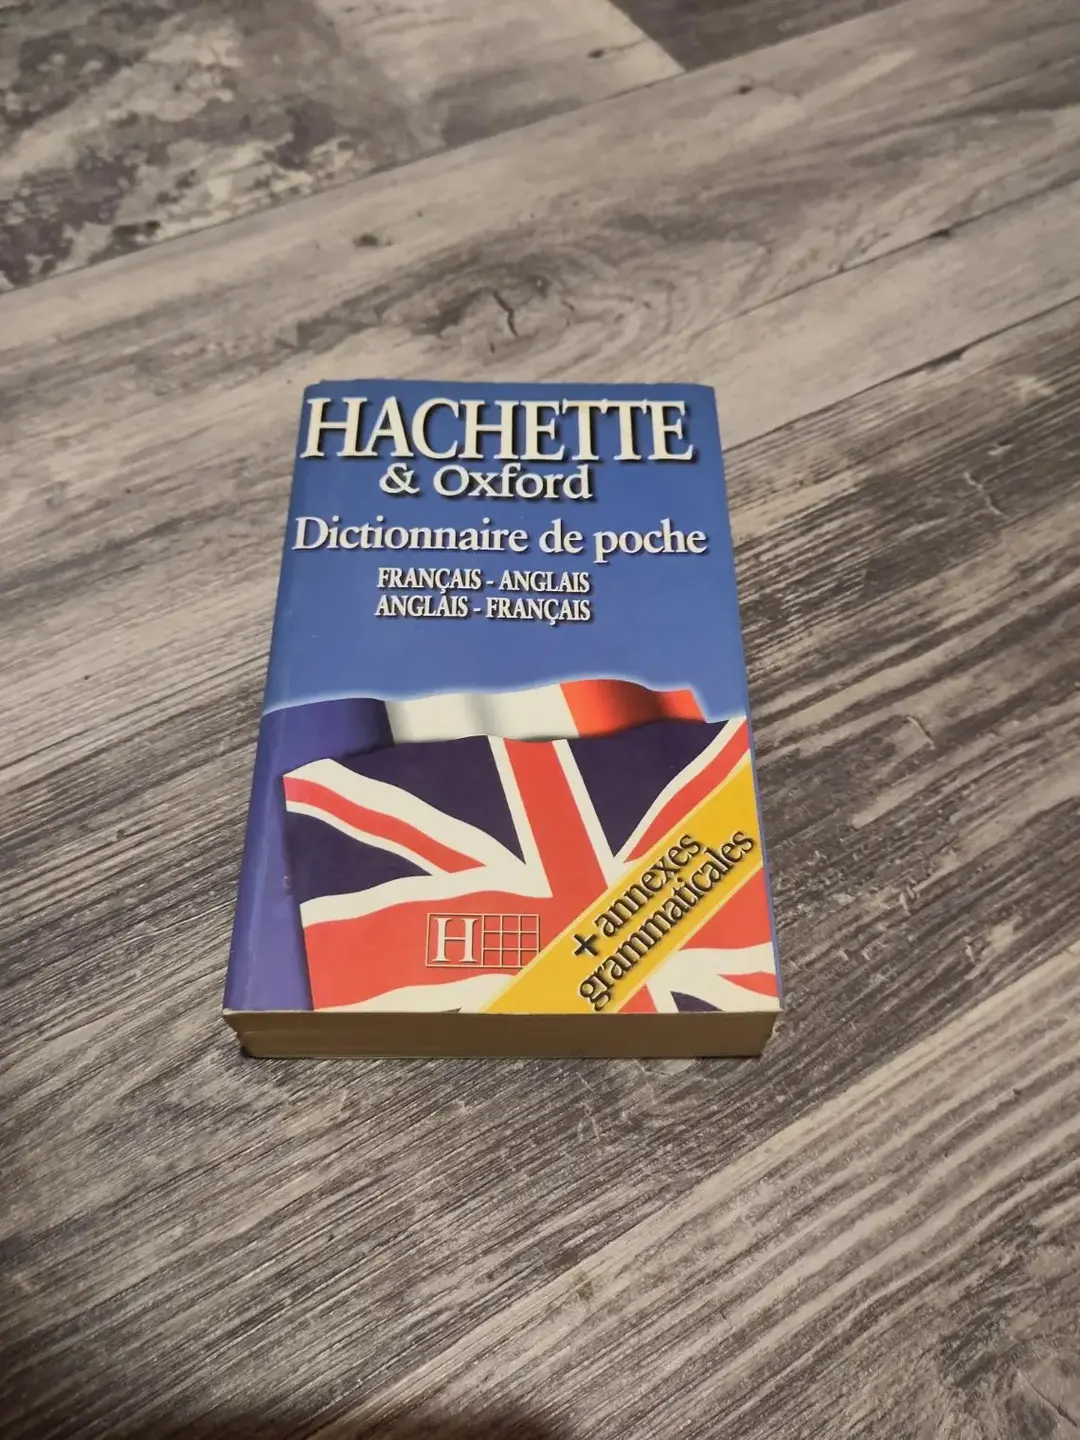 HACHETTE
& Oxford
Dictionnaire de poche
FRANÇAIS - ANGLAIS
ANGLAIS - FRANÇAIS
+ annexes
grammaticales
H